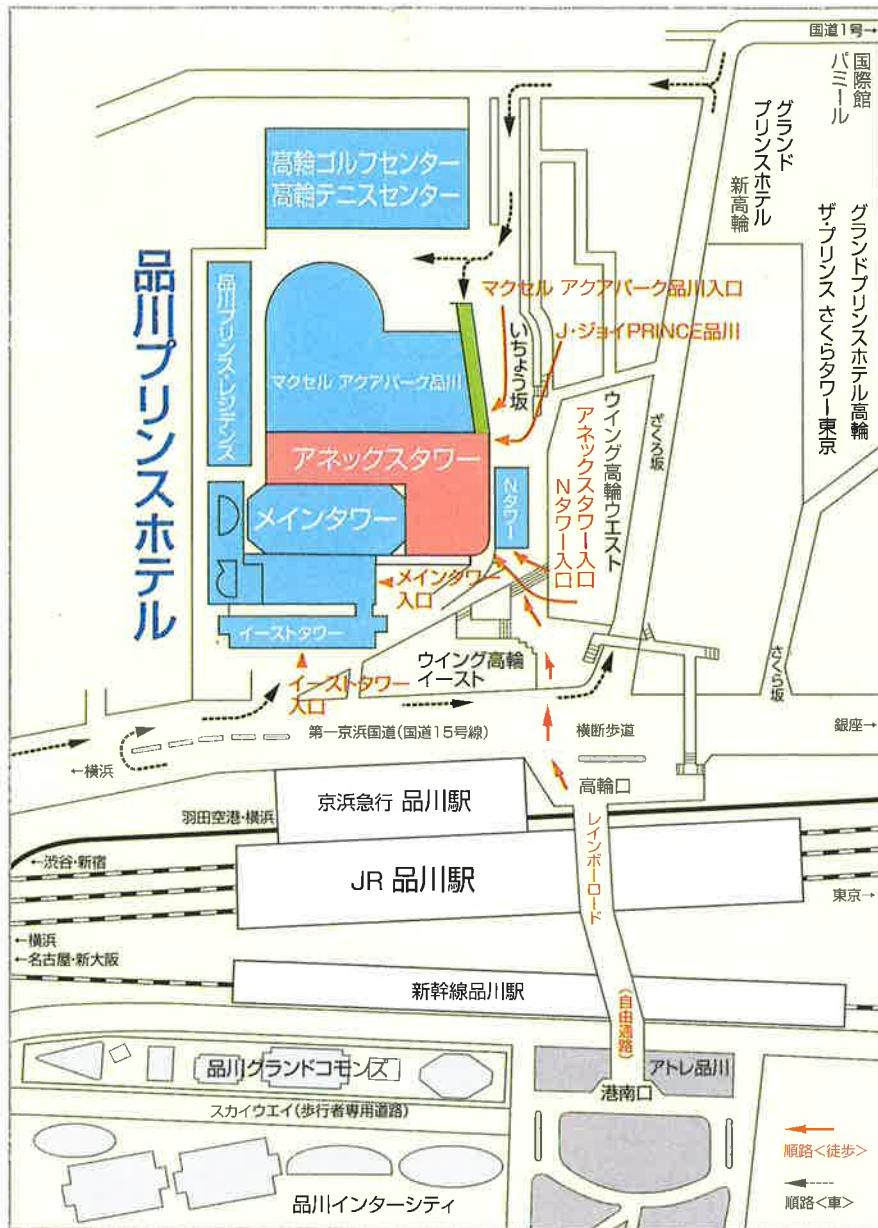 国道1号→
国際館
パミール
グランド
プリンスホテル
新高輪
グランドプリンスホテル高輪
ザ・プリンス さくらタワー東京
高輪ゴルフセンター
高輪テニスセンター
品川プリンスホテル
品川プリンス・レジデンス
マクセル アクアパーク品川入口
いちょう坂
J・ジョイPRINCE品川
マクセル アクアパーク品川
ざくろ坂
ウイング高輪ウエスト
アネックスタワー入口
Nタワー入口
アネックスタワー
Nタワー
メインタワー
メインタワー
入口
イーストタワー
イーストタワー
入口
ウイング高輪
イースト
さくら坂
第一京浜国道(国道15号線)
横断歩道
銀座→
←横浜
高輪口
京浜急行 品川駅
羽田空港・横浜
レインボーロード
←渋谷・新宿
JR 品川駅
東京→
←横浜
←名古屋・新大阪
新幹線品川駅
(自由通路)
品川グランドコモンズ
アトレ品川
港南口
スカイウエイ(歩行者専用道路)
順路<徒歩>
品川インターシティ
順路<車>